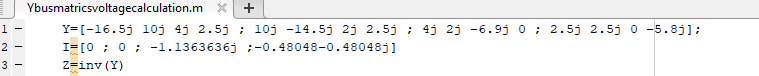 Ybusmatricsvoltagecalculation.m × +
1 - Y=[-16.5j 10j 4j 2.5j ; 10j -14.5j 2j 2.5j ; 4j 2j -6.9j 0 ; 2.5j 2.5j 0 -5.8j];
2 - I=[0 ; 0 ; -1.1363636j ;-0.48048-0.48048j]
3 - Z=inv(Y)